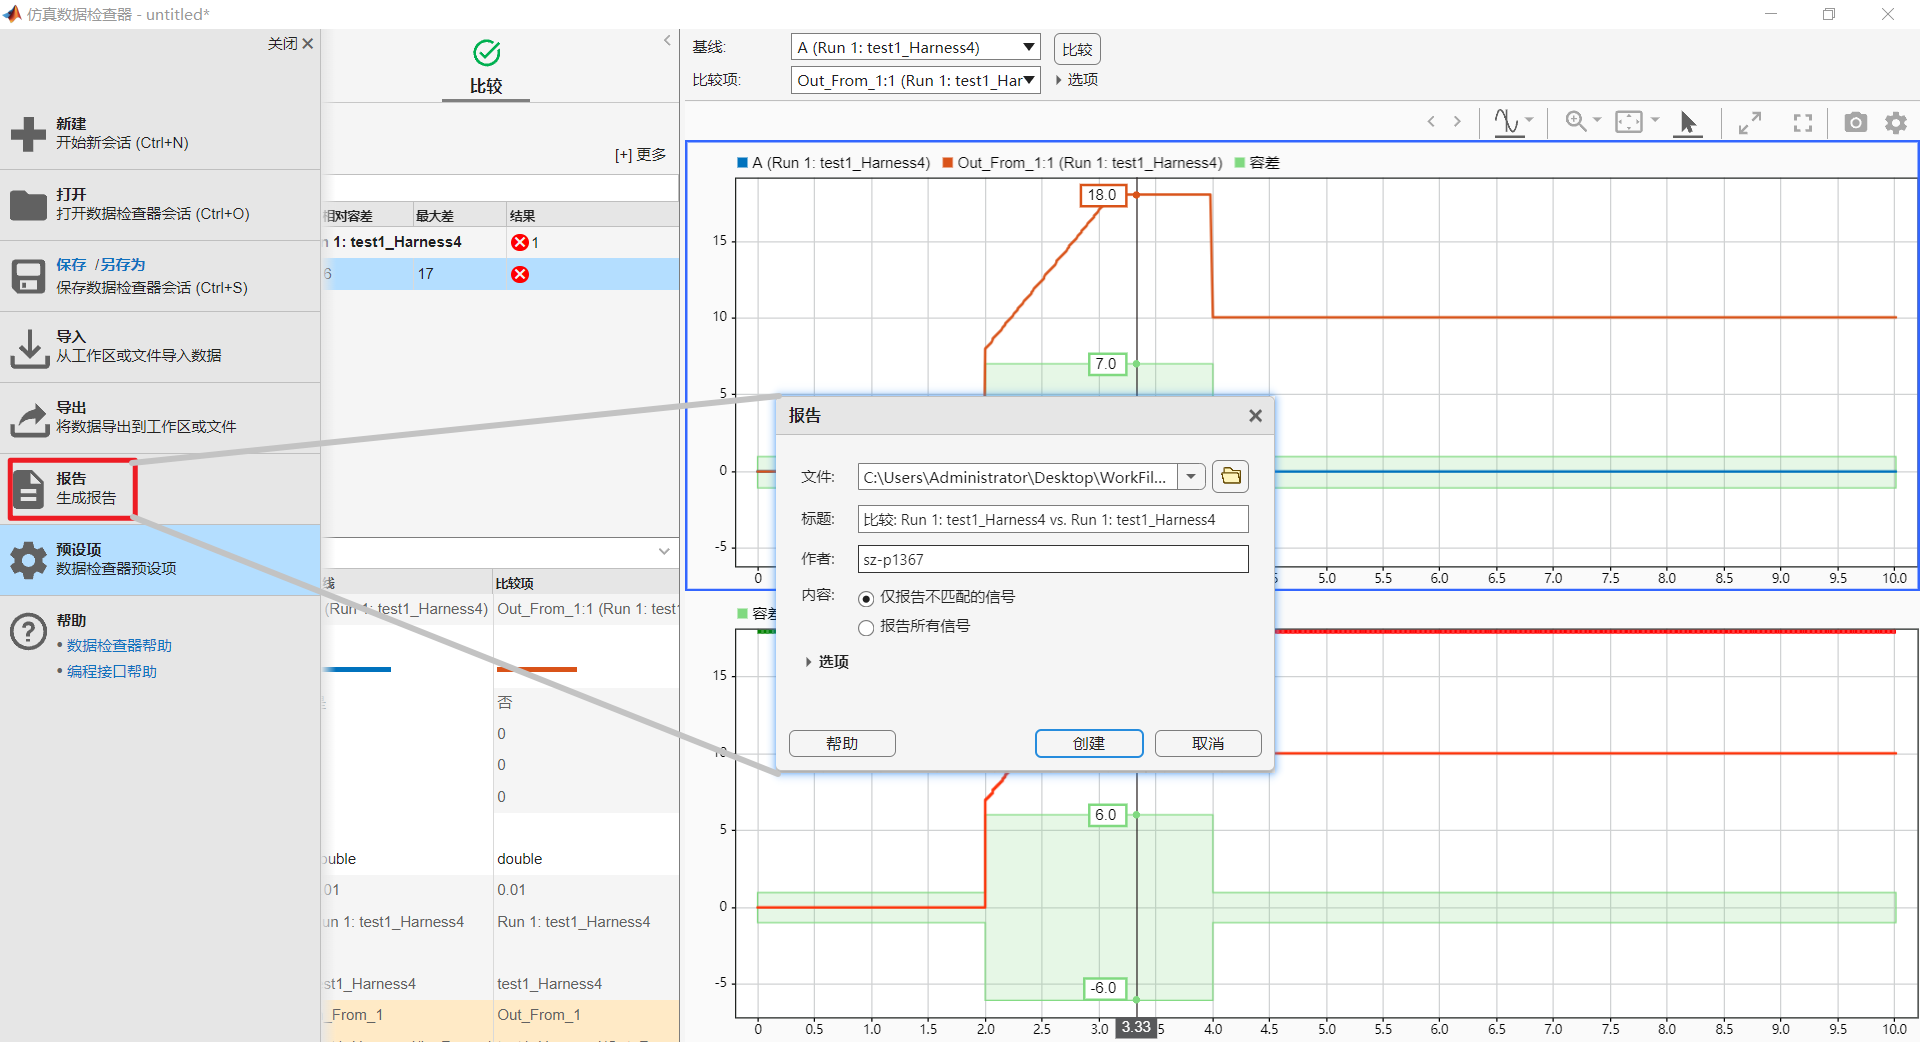 仿真数据检查器 - untitled*
关闭
新建
开始新会话 (Ctrl+N)
打开
打开数据检查器会话 (Ctrl+O)
保存 /另存为
保存数据检查器会话 (Ctrl+S)
导入
从工作区或文件导入数据
导出
将数据导出到工作区或文件
报告
生成报告
预设项
数据检查器预设项
帮助
• 数据检查器帮助
• 编程接口帮助
比较
[+] 更多
相对容差 最大差 结果
1: test1_Harness4 1
6 17
线 比较项
(Run 1: test1_Harness4) Out_From_1:1 (Run 1: test
否
0
0
0
ouble double
01 0.01
un 1: test1_Harness4 Run 1: test1_Harness4
st1_Harness4 test1_Harness4
_From_1 Out_From_1
基线: A (Run 1: test1_Harness4) 比较
比较项: Out_From_1:1 (Run 1: test1_Har 选项
A (Run 1: test1_Harness4) Out_From_1:1 (Run 1: test1_Harness4) 容差
18.0
15
10
7.0
5
0
-5
0 5 5.0 5.5 6.0 6.5 7.0 7.5 8.0 8.5 9.0 9.5 10.0
报告
文件: C:\Users\Administrator\Desktop\WorkFil...
标题: 比较: Run 1: test1_Harness4 vs. Run 1: test1_Harness4
作者: sz-p1367
内容: 仅报告不匹配的信号
报告所有信号
选项
帮助 创建 取消
容差
15
10
6.0
5
0
-5
-6.0
0 0.5 1.0 1.5 2.0 2.5 3.0 3.33 3.5 4.0 4.5 5.0 5.5 6.0 6.5 7.0 7.5 8.0 8.5 9.0 9.5 10.0